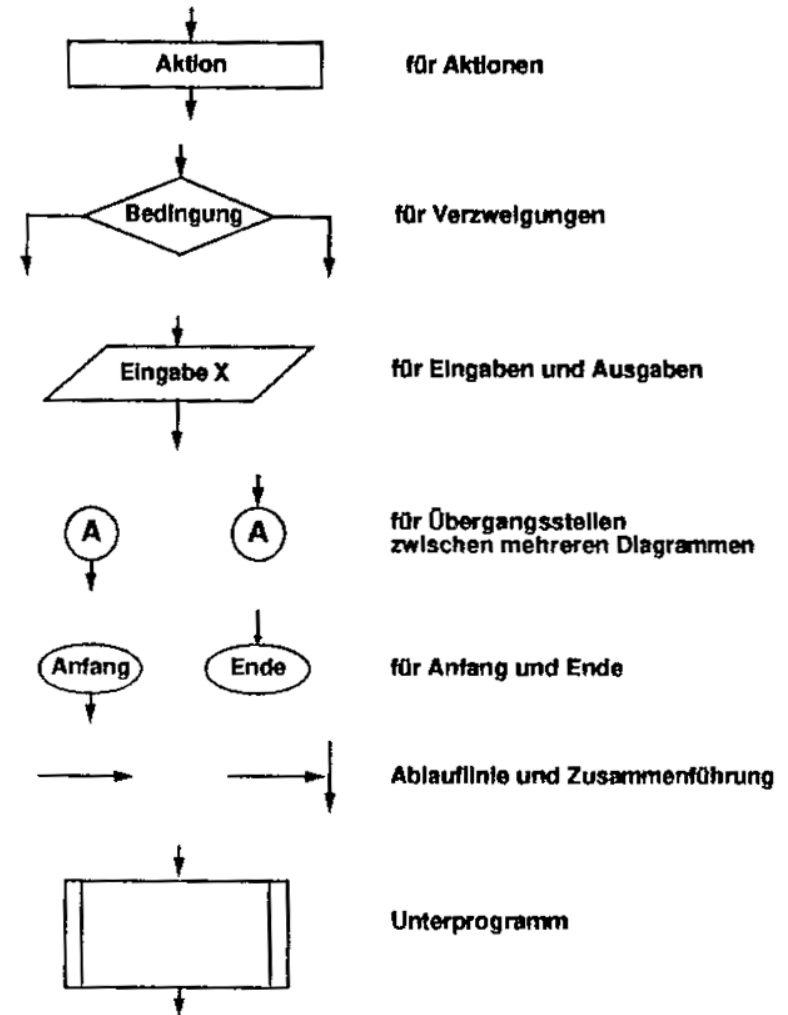 Aktion
für Aktionen
Bedingung
für Verzweigungen
Eingabe X
für Eingaben und Ausgaben
A
A
für Übergangsstellen
zwischen mehreren Diagrammen
Anfang
Ende
für Anfang und Ende
Ablauflinie und Zusammenführung
Unterprogramm